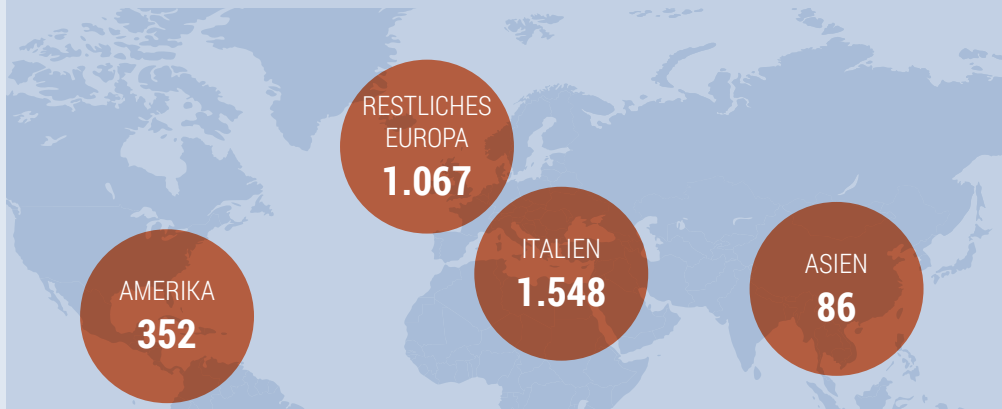 RESTLICHES
EUROPA
1.067
ITALIEN
1.548
ASIEN
86
AMERIKA
352